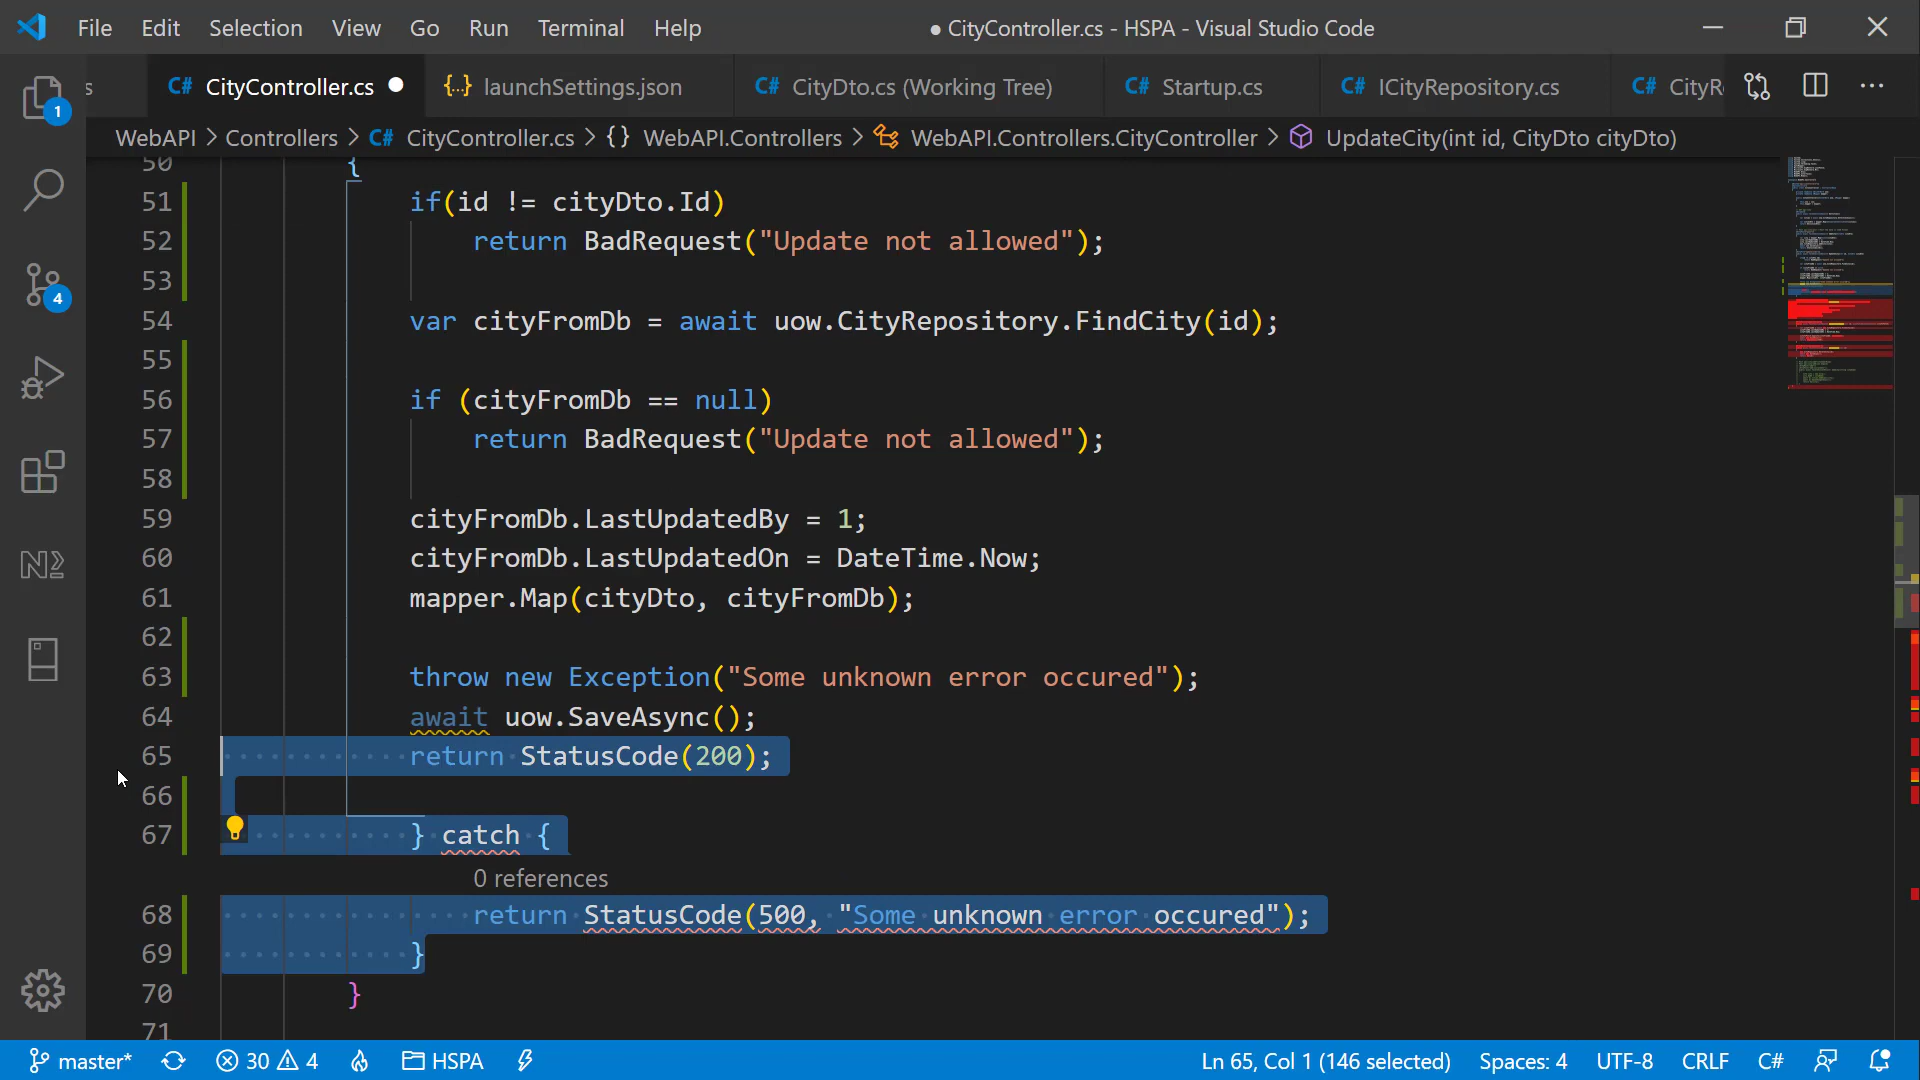 File Edit Selection View Go Run Terminal Help ● CityController.cs - HSPA - Visual Studio Code
s C# CityController.cs ● {..} launchSettings.json C# CityDto.cs (Working Tree) C# Startup.cs C# ICityRepository.cs C# CityR
WebAPI > Controllers > C# CityController.cs > {} WebAPI.Controllers > WebAPI.Controllers.CityController > UpdateCity(int id, CityDto cityDto)
50 {
51 if(id != cityDto.Id)
52 return BadRequest("Update not allowed");
53
54 var cityFromDb = await uow.CityRepository.FindCity(id);
55
56 if (cityFromDb == null)
57 return BadRequest("Update not allowed");
58
59 cityFromDb.LastUpdatedBy = 1;
60 cityFromDb.LastUpdatedOn = DateTime.Now;
61 mapper.Map(cityDto, cityFromDb);
62
63 throw new Exception("Some unknown error occured");
64 await uow.SaveAsync();
65 return StatusCode(200);
66
67 } catch {
0 references
68 return StatusCode(500, "Some unknown error occured");
69 }
70 }
71
1
4
master* 30 4 HSPA Ln 65, Col 1 (146 selected) Spaces: 4 UTF-8 CRLF C#